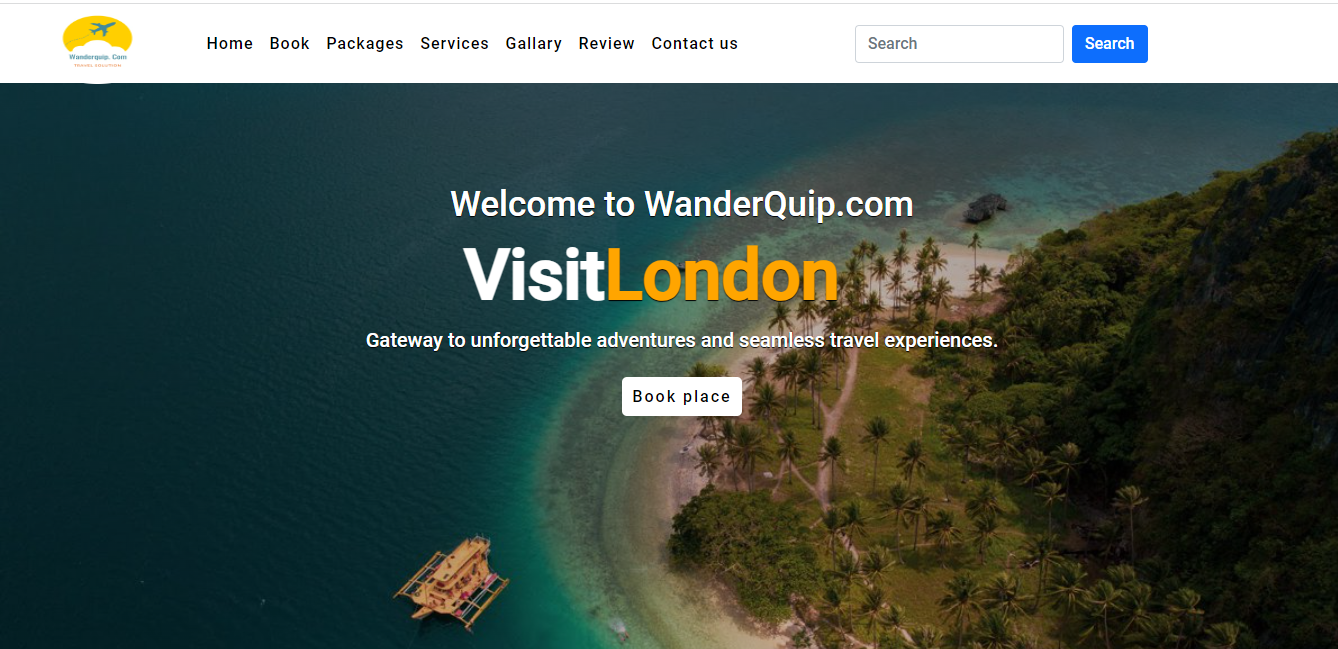 Wanderquip. Com
TRAVEL SOLUTION
Home Book Packages Services Gallary Review Contact us
Search
Search
Welcome to WanderQuip.com
VisitLondon
Gateway to unforgettable adventures and seamless travel experiences.
Book place